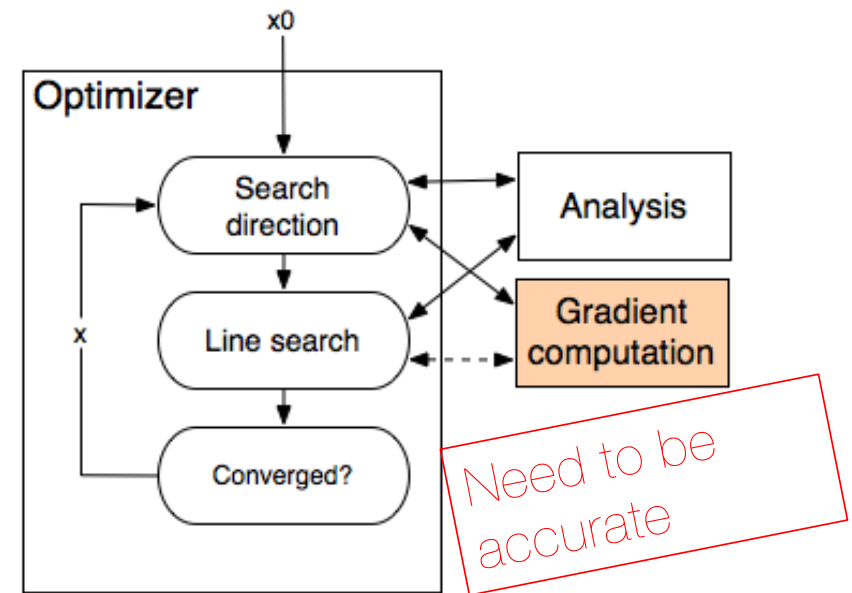 x0
Optimizer
Search
direction
Analysis
Gradient
computation
Line search
x
Converged?
Need to be
accurate